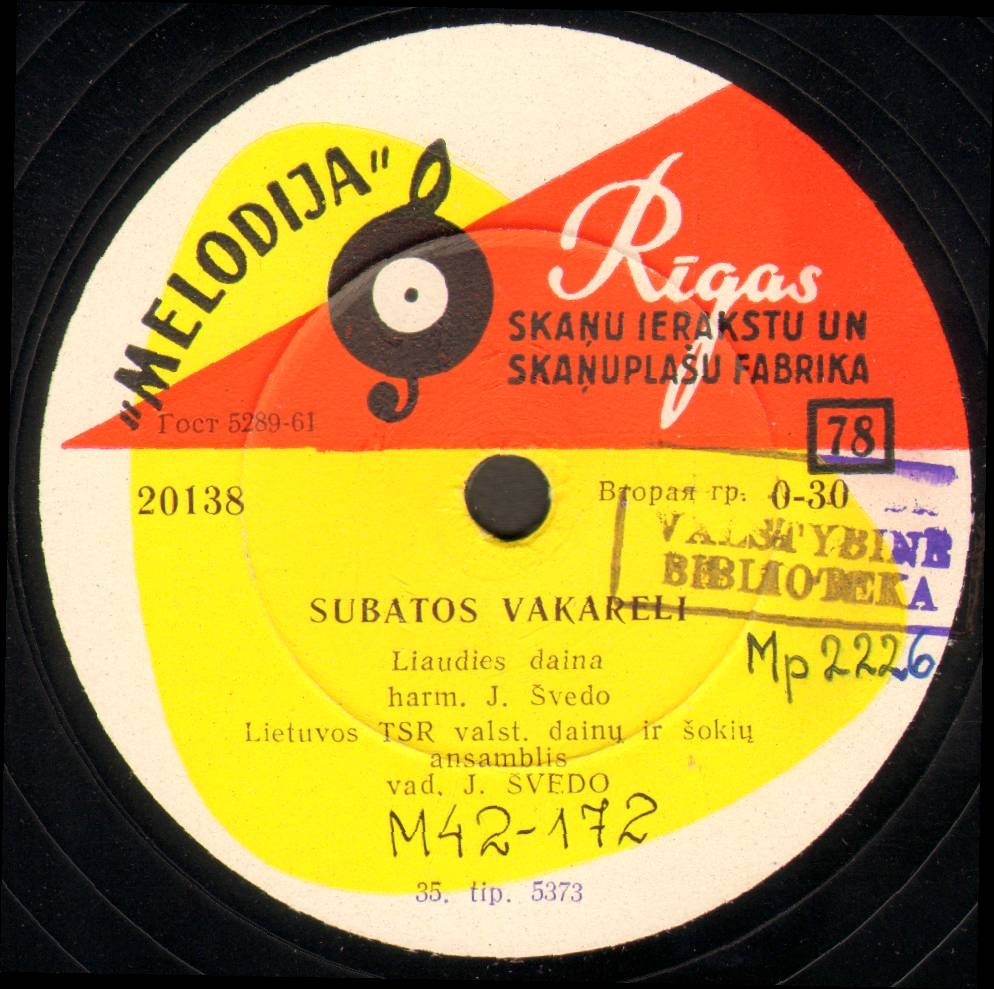 „MELODIJA"
Rīgas
SKAŅU IERAKSTU UN
SKAŅUPLAŠU FABRIKA
Гост 5289-61
78
20138
Вторая гр. 0-30
VALSTYBINĖ
BIBLIOTEKA
SUBATOS VAKARELI
Mp 2226
Liaudies daina
harm. J. Švedo
Lietuvos TSR valst. dainų ir šokių
ansamblis
vad. J. ŠVEDO
M42-172
35. tip. 5373